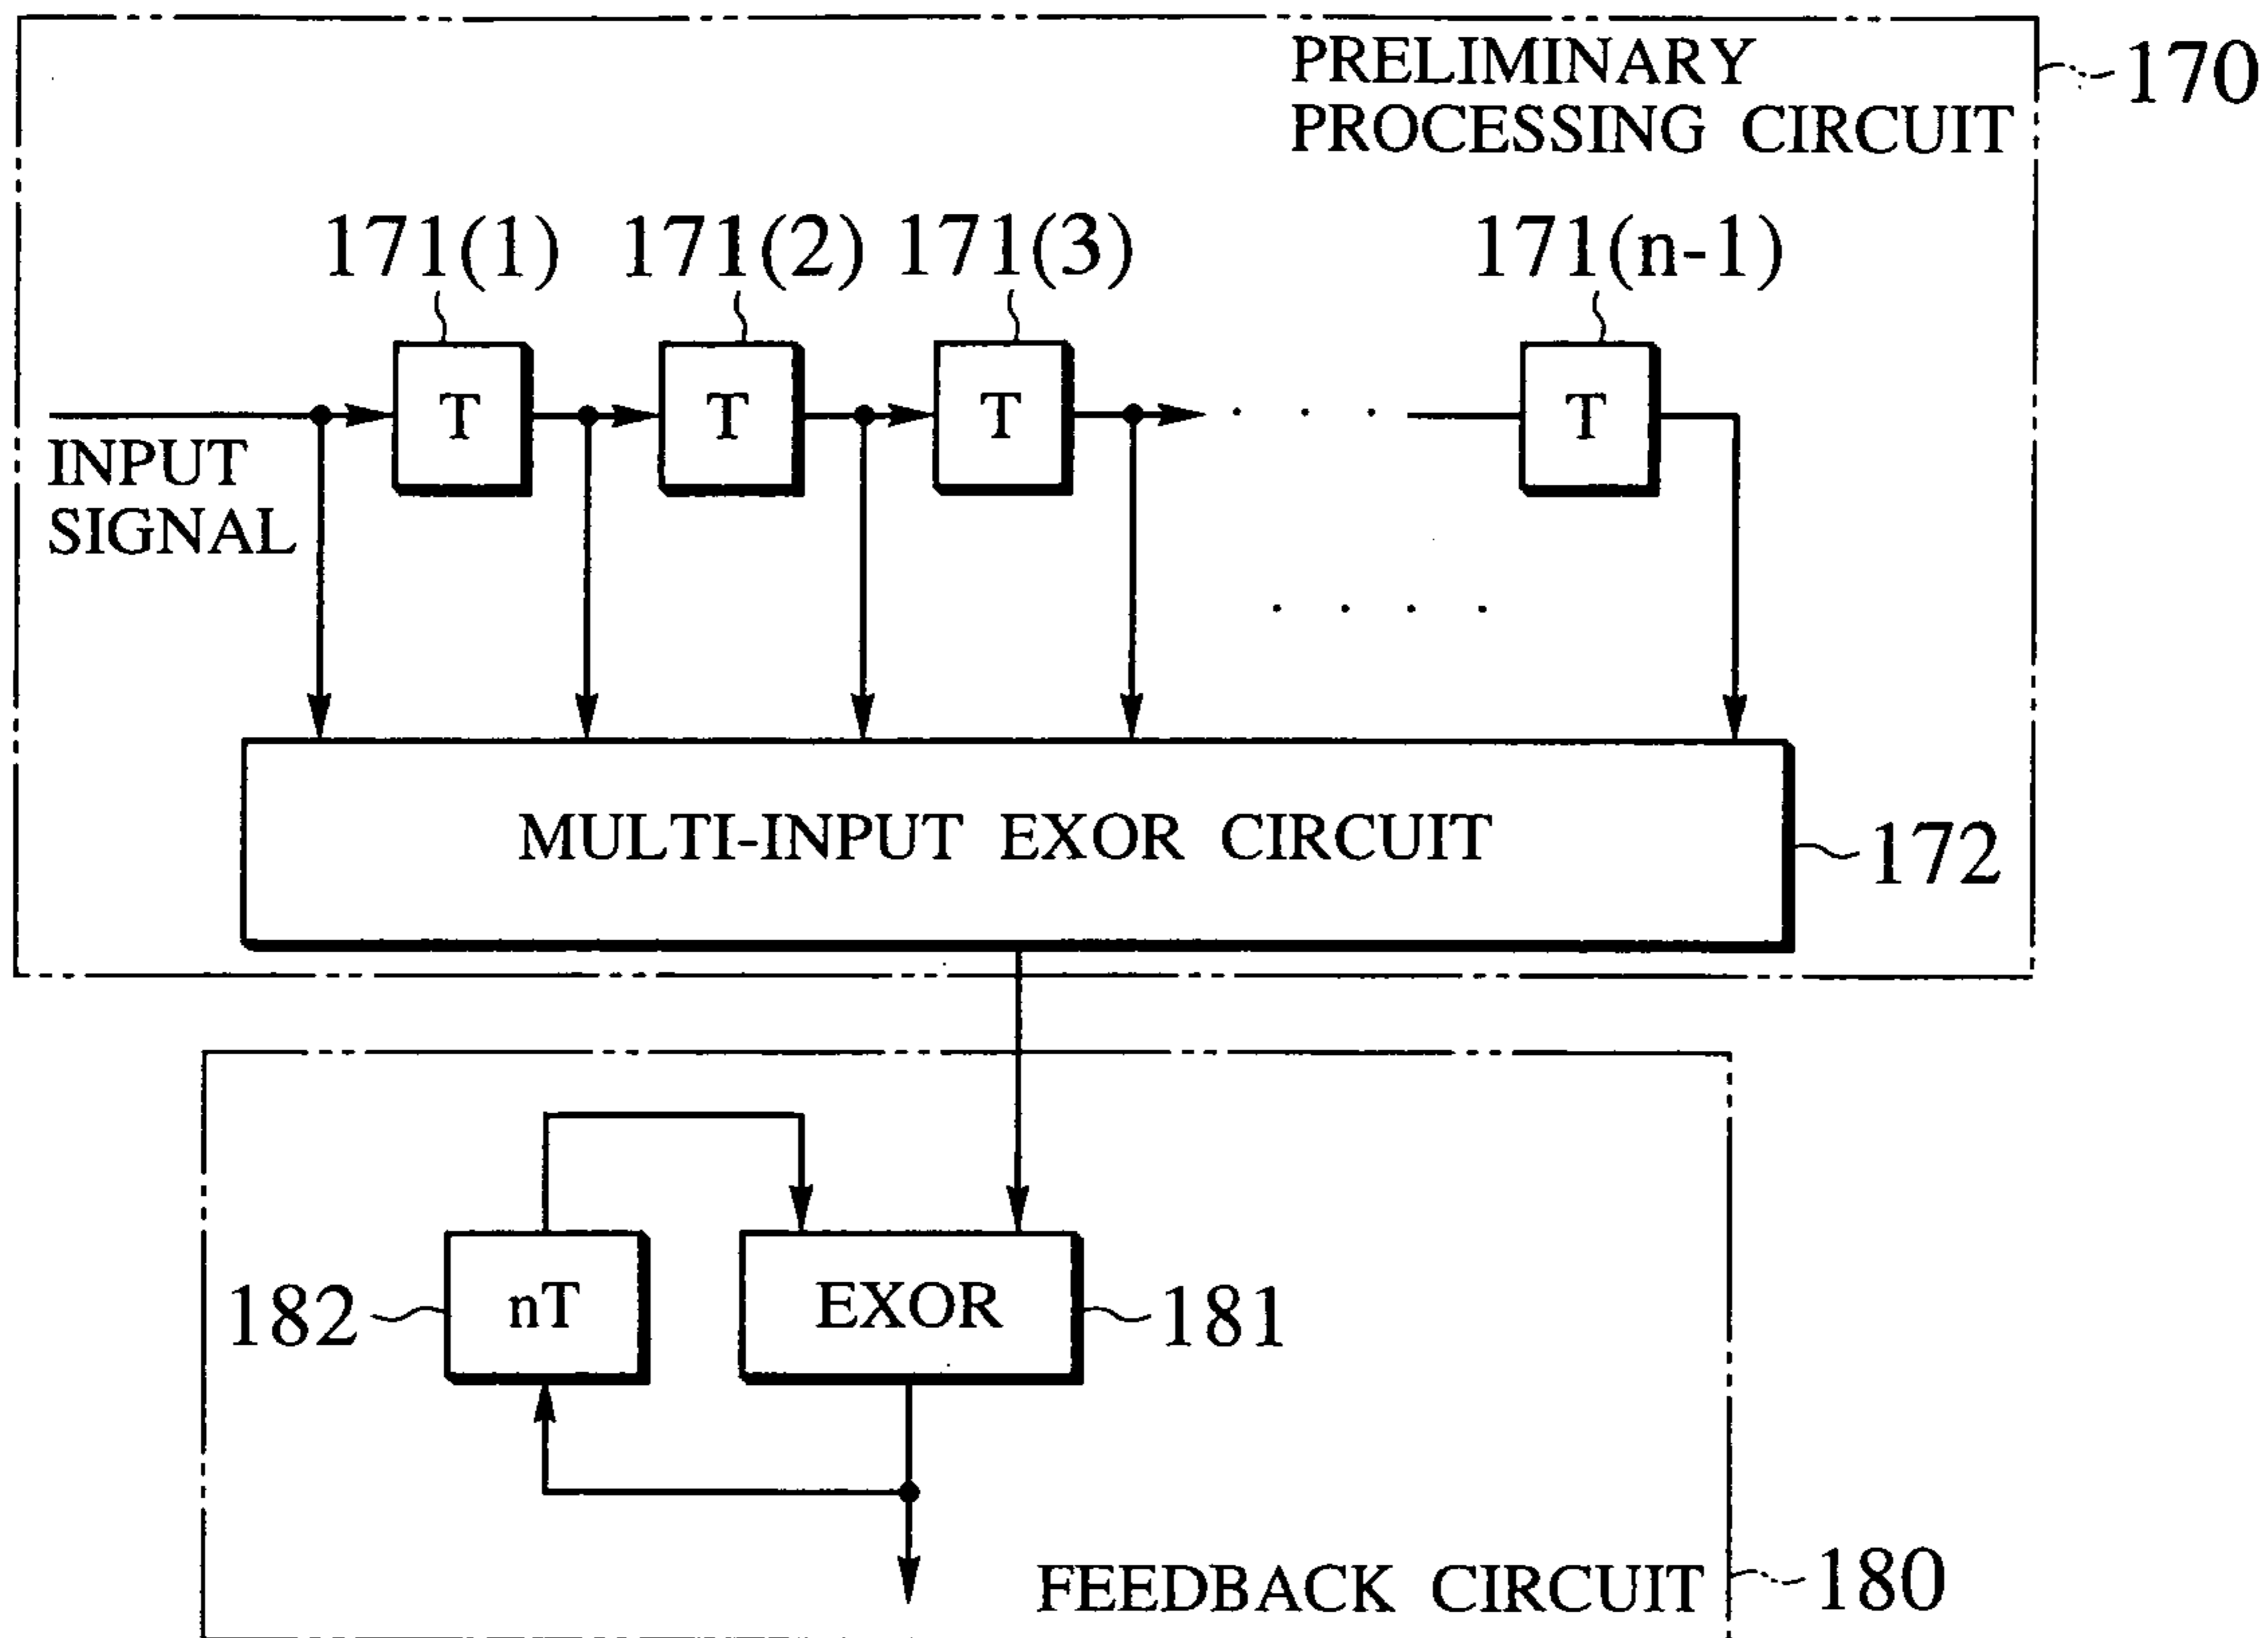 PRELIMINARY
PROCESSING CIRCUIT
170
171(1) 171(2) 171(3) 171(n-1)
T T T T
INPUT
SIGNAL
MULTI-INPUT EXOR CIRCUIT
172
182 nT EXOR 181
FEEDBACK CIRCUIT 180